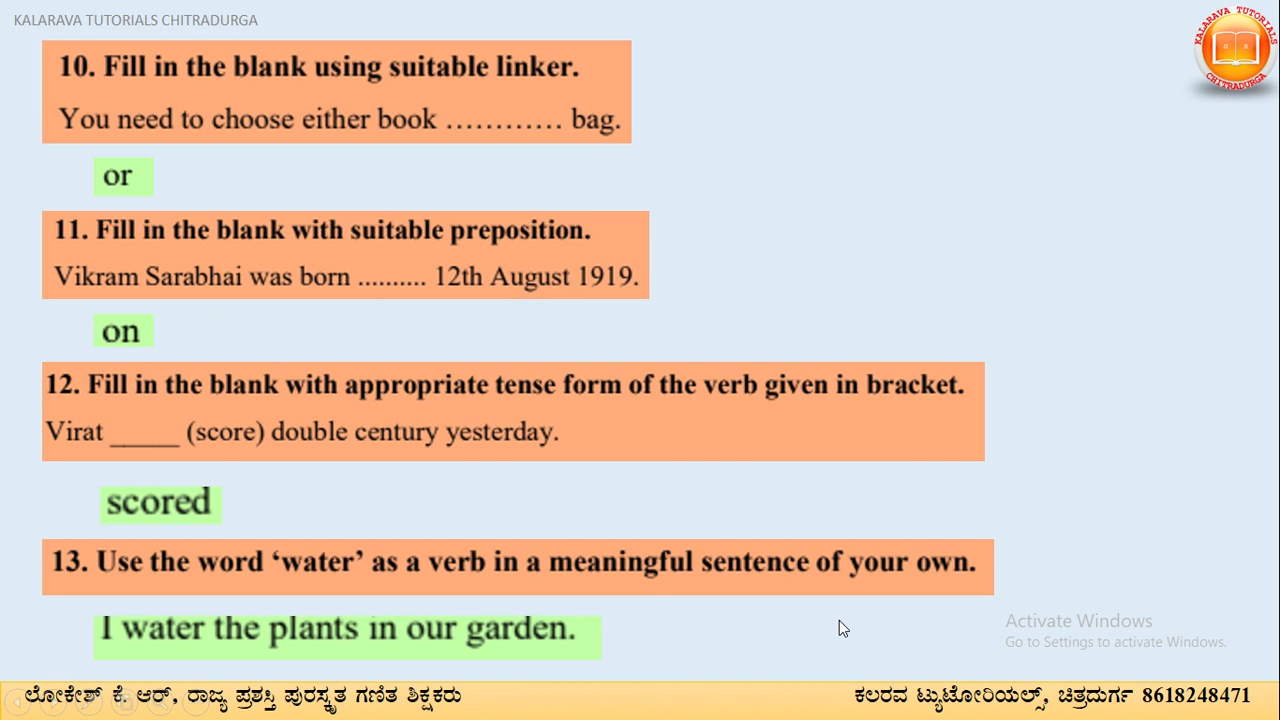 KALARAVA TUTORIALS CHITRADURGA
KALARAVA TUTORIALS
CHITRADURGA
10. Fill in the blank using suitable linker.
You need to choose either book ………… bag.
or
11. Fill in the blank with suitable preposition.
Vikram Sarabhai was born .......... 12th August 1919.
on
12. Fill in the blank with appropriate tense form of the verb given in bracket.
Virat _____ (score) double century yesterday.
scored
13. Use the word ‘water’ as a verb in a meaningful sentence of your own.
I water the plants in our garden.
Activate Windows
Go to Settings to activate Windows.
ಲೋಕೇಶ್ ಕೆ ಆರ್, ರಾಜ್ಯ ಪ್ರಶಸ್ತಿ ಪುರಸ್ಕೃತ ಗಣಿತ ಶಿಕ್ಷಕರು
ಕಲರವ ಟ್ಯುಟೋರಿಯಲ್ಸ್, ಚಿತ್ರದುರ್ಗ 8618248471